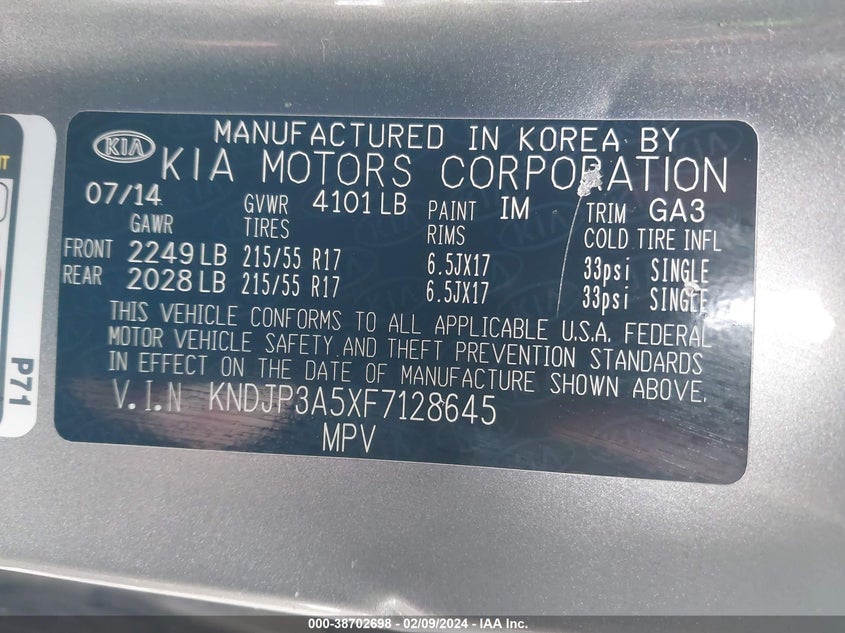 MANUFACTURED IN KOREA BY
KIA KIA MOTORS CORPORATION
07/14 GVWR 4101 LB PAINT IM TRIM GA3
GAWR TIRES RIMS COLD TIRE INFL
FRONT 2249 LB 215/55 R17 6.5JX17 33psi SINGLE
REAR 2028 LB 215/55 R17 6.5JX17 33psi SINGLE
THIS VEHICLE CONFORMS TO ALL APPLICABLE U.S.A. FEDERAL
MOTOR VEHICLE SAFETY AND THEFT PREVENTION STANDARDS
IN EFFECT ON THE DATE OF MANUFACTURE SHOWN ABOVE.
V.I.N KNDJP3A5XF7128645
MPV
P71
000-38702698 - 02/09/2024 - IAA Inc.